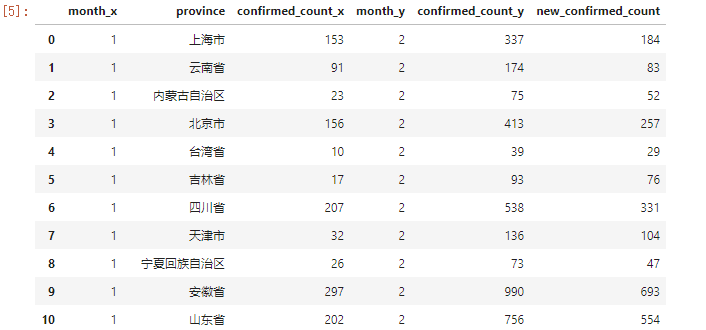 [5]: month_x province confirmed_count_x month_y confirmed_count_y new_confirmed_count
0 1 上海市 153 2 337 184
1 1 云南省 91 2 174 83
2 1 内蒙古自治区 23 2 75 52
3 1 北京市 156 2 413 257
4 1 台湾省 10 2 39 29
5 1 吉林省 17 2 93 76
6 1 四川省 207 2 538 331
7 1 天津市 32 2 136 104
8 1 宁夏回族自治区 26 2 73 47
9 1 安徽省 297 2 990 693
10 1 山东省 202 2 756 554